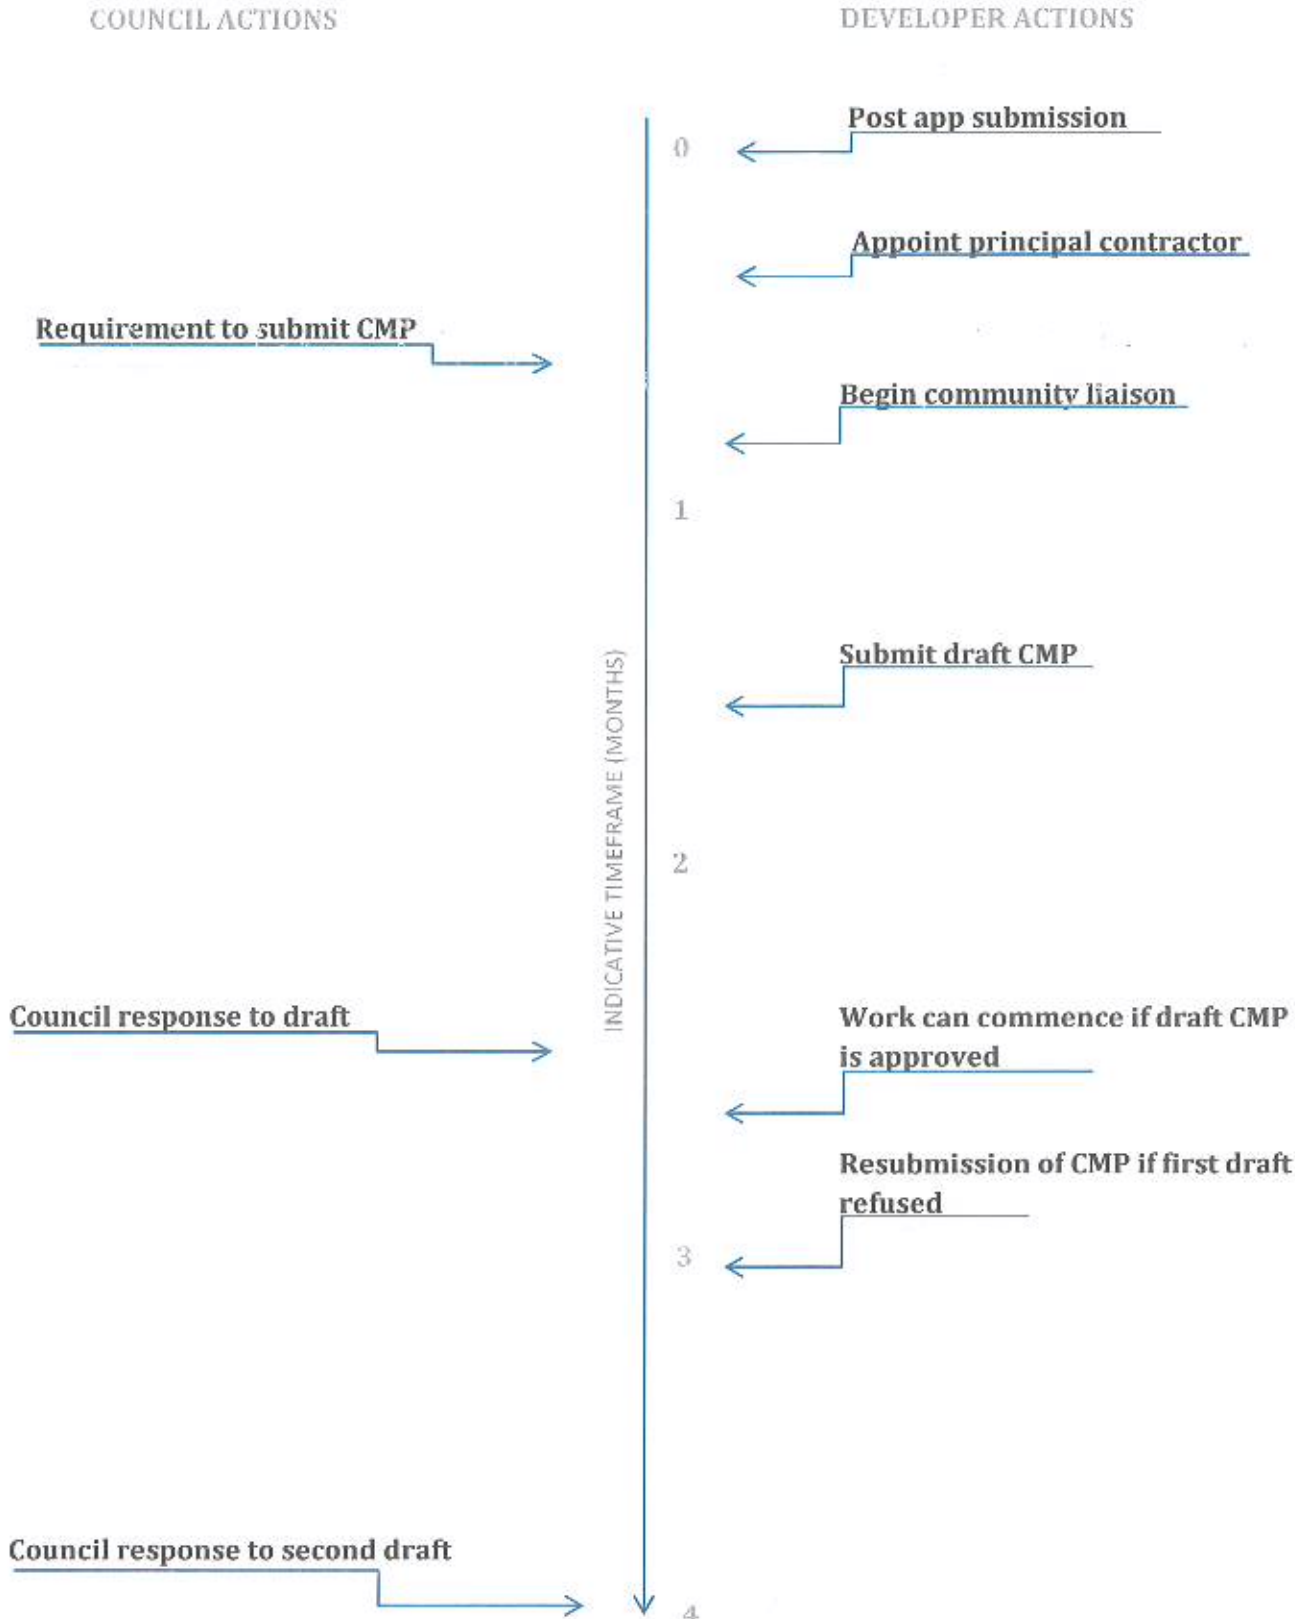 COUNCIL ACTIONS
DEVELOPER ACTIONS
Post app submission
0
Appoint principal contractor
Requirement to submit CMP
Begin community liaison
1
Submit draft CMP
INDICATIVE TIMEFRAME (MONTHS)
2
Council response to draft
Work can commence if draft CMP
is approved
Resubmission of CMP if first draft
refused
3
Council response to second draft
4